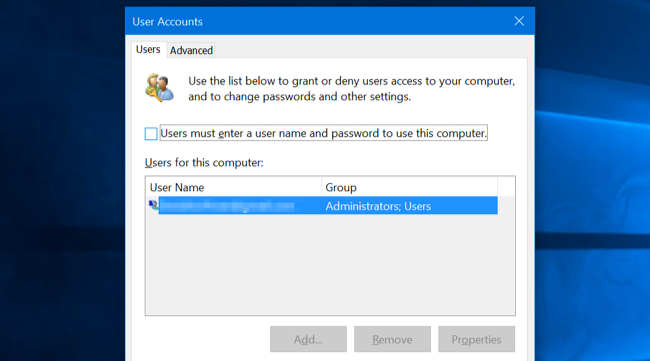 User Accounts
Users
Advanced
Use the list below to grant or deny users access to your computer,
and to change passwords and other settings.
Users must enter a user name and password to use this computer.
Users for this computer:
User Name
Group
Administrators; Users
Add...
Remove
Properties